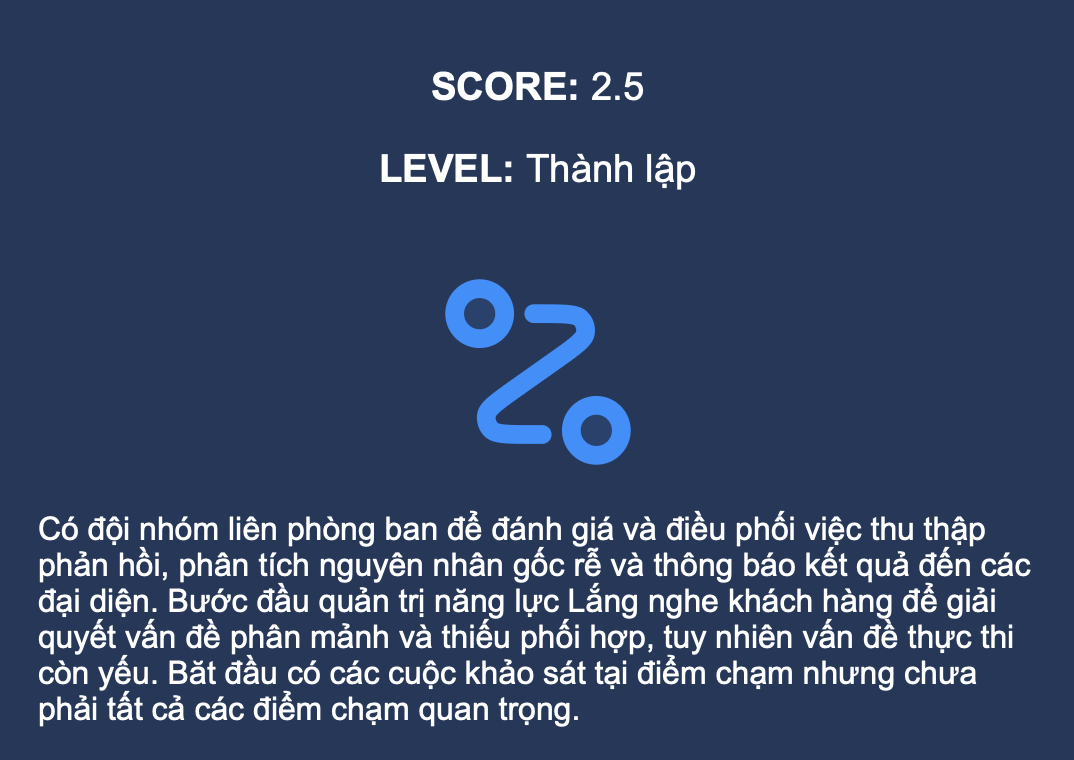 SCORE: 2.5
LEVEL: Thành lập
Có đội nhóm liên phòng ban để đánh giá và điều phối việc thu thập
phản hồi, phân tích nguyên nhân gốc rễ và thông báo kết quả đến các
đại diện. Bước đầu quản trị năng lực Lắng nghe khách hàng để giải
quyết vấn đề phân mảnh và thiếu phối hợp, tuy nhiên vấn đề thực thi
còn yếu. Băt đầu có các cuộc khảo sát tại điểm chạm nhưng chưa
phải tất cả các điểm chạm quan trọng.